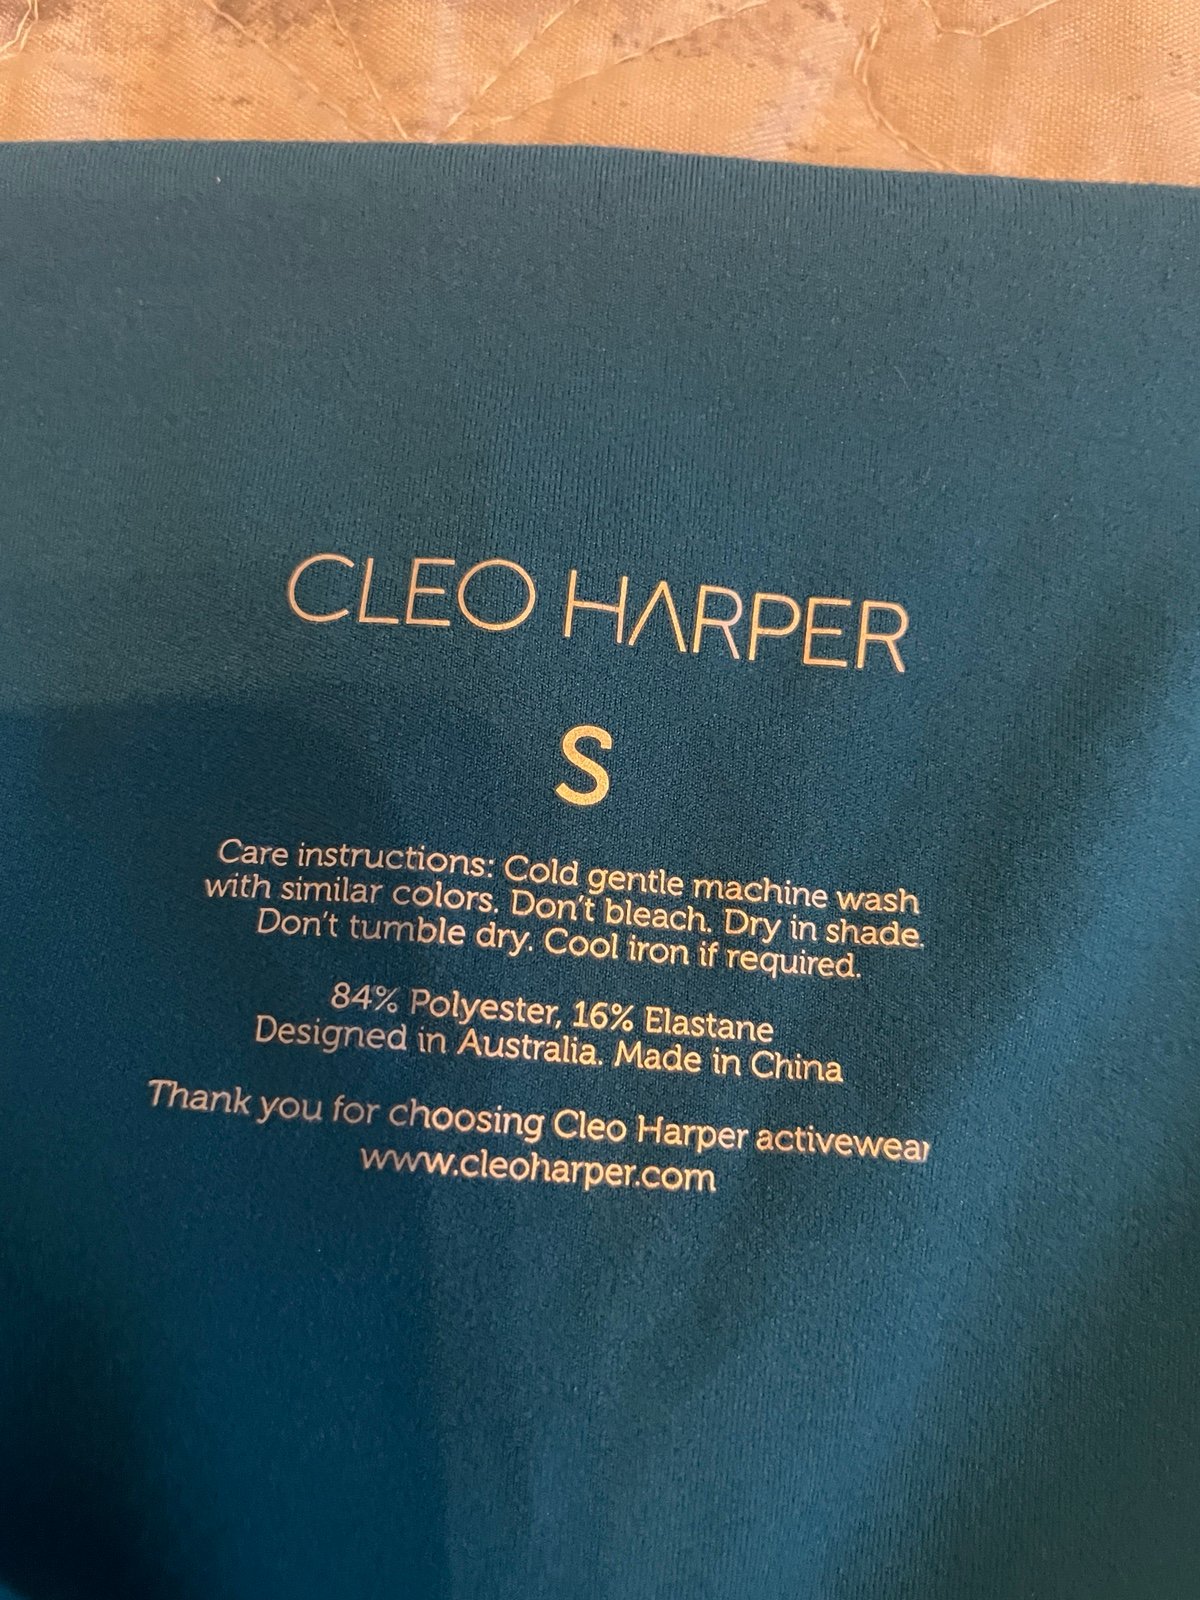 CLEO HARPER
S
Care instructions: Cold gentle machine wash
with similar colors. Don't bleach. Dry in shade.
Don't tumble dry. Cool iron if required.
84% Polyester, 16% Elastane
Designed in Australia. Made in China
Thank you for choosing Cleo Harper activewear
www.cleoharper.com